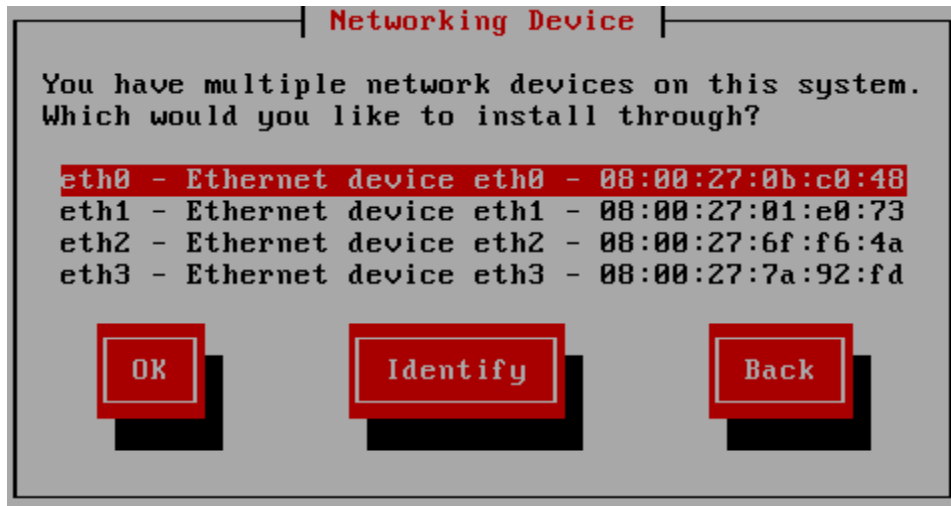 Networking Device
You have multiple network devices on this system.
Which would you like to install through?
eth0 - Ethernet device eth0 - 08:00:27:0b:c0:48
eth1 - Ethernet device eth1 - 08:00:27:01:e0:73
eth2 - Ethernet device eth2 - 08:00:27:6f:f6:4a
eth3 - Ethernet device eth3 - 08:00:27:7a:92:fd
OK Identify Back